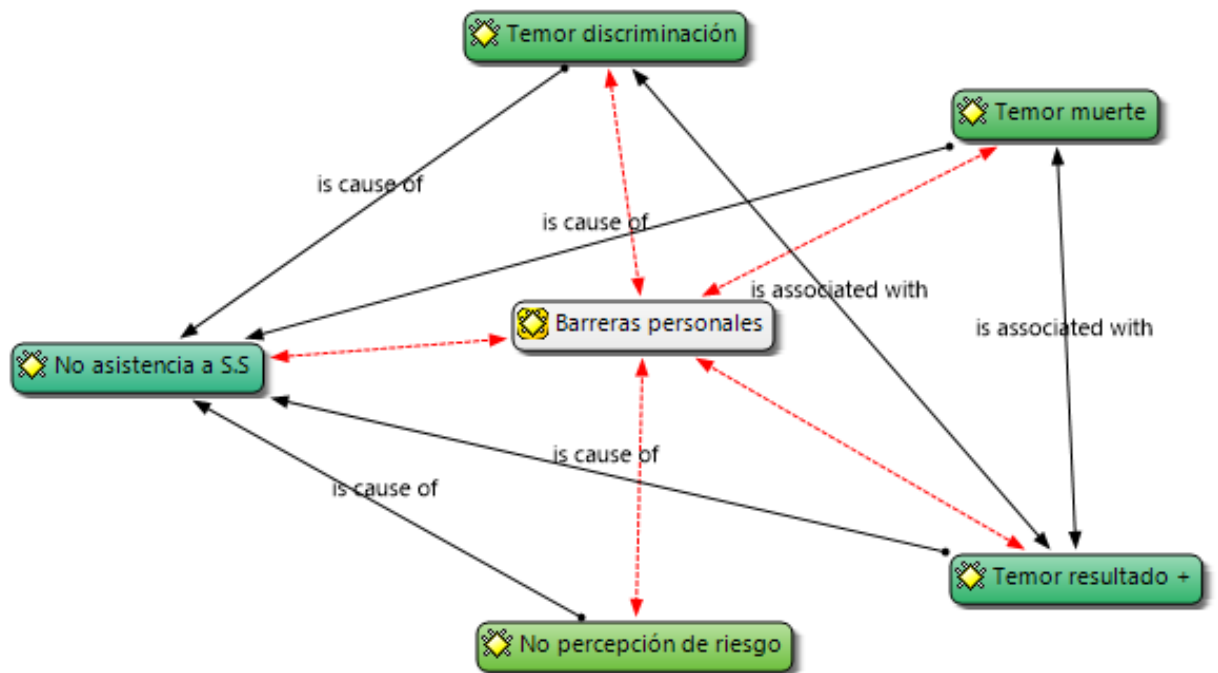 Temor discriminación
Temor muerte
is cause of
is cause of
is associated with
Barreras personales
is associated with
No asistencia a S.S
is cause of
is cause of
Temor resultado +
No percepción de riesgo